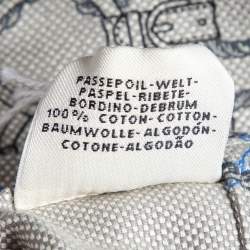 PASSEPOIL-WELT-
PASPEL-RIBETE-
BORDINO-DEBRUM
100% COTON-COTTON-
BAUMWOLLE-ALGODÓN-
COTONE-ALGODÃO